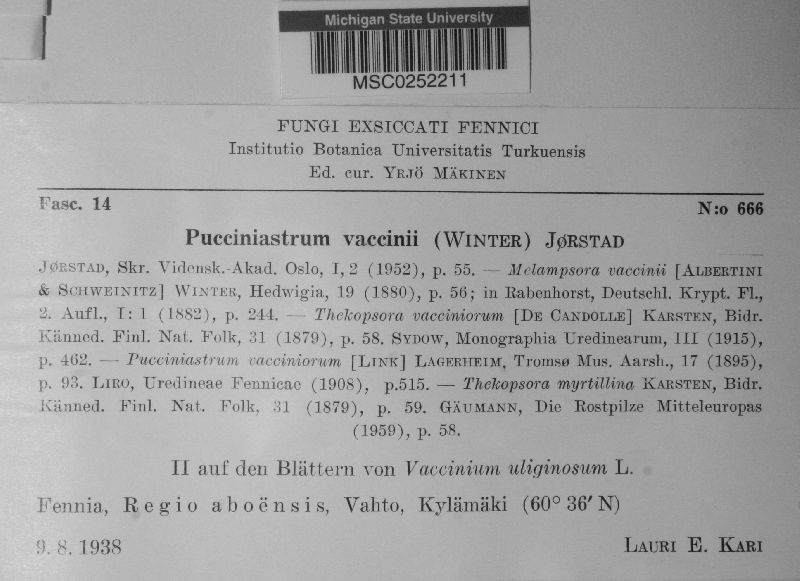 Michigan State University
MSC0252211
FUNGI EXSICCATI FENNICI
Institutio Botanica Universitatis Turkuensis
Ed. cur. YRJÖ MÄKINEN
Fasc. 14
N:o 666
Pucciniastrum vaccinii (WINTER) JØRSTAD
JØRSTAD, Skr. Vidensk.-Akad. Oslo, I, 2 (1952), p. 55. — Melampsora vaccinii [ALBERTINI
& SCHWEINITZ] WINTER, Hedwigia, 19 (1880), p. 56; in Rabenhorst, Deutschl. Krypt. Fl.,
2. Aufl., I: 1 (1882), p. 244. — Thekopsora vacciniorum [DE CANDOLLE] KARSTEN, Bidr.
Känned. Finl. Nat. Folk, 31 (1879), p. 58. SYDOW, Monographia Uredinearum, III (1915),
p. 462. — Pucciniastrum vacciniorum [LINK] LAGERHEIM, Tromsø Mus. Aarsh., 17 (1895),
p. 93. LIRO, Uredineae Fennicae (1908), p.515. — Thekopsora myrtillina KARSTEN, Bidr.
Känned. Finl. Nat. Folk, 31 (1879), p. 59. GÄUMANN, Die Rostpilze Mitteleuropas
(1959), p. 58.
II auf den Blättern von Vaccinium uliginosum L.
Fennia, Regio aboënsis, Vahto, Kylämäki (60° 36′ N)
9. 8. 1938
LAURI E. KARI